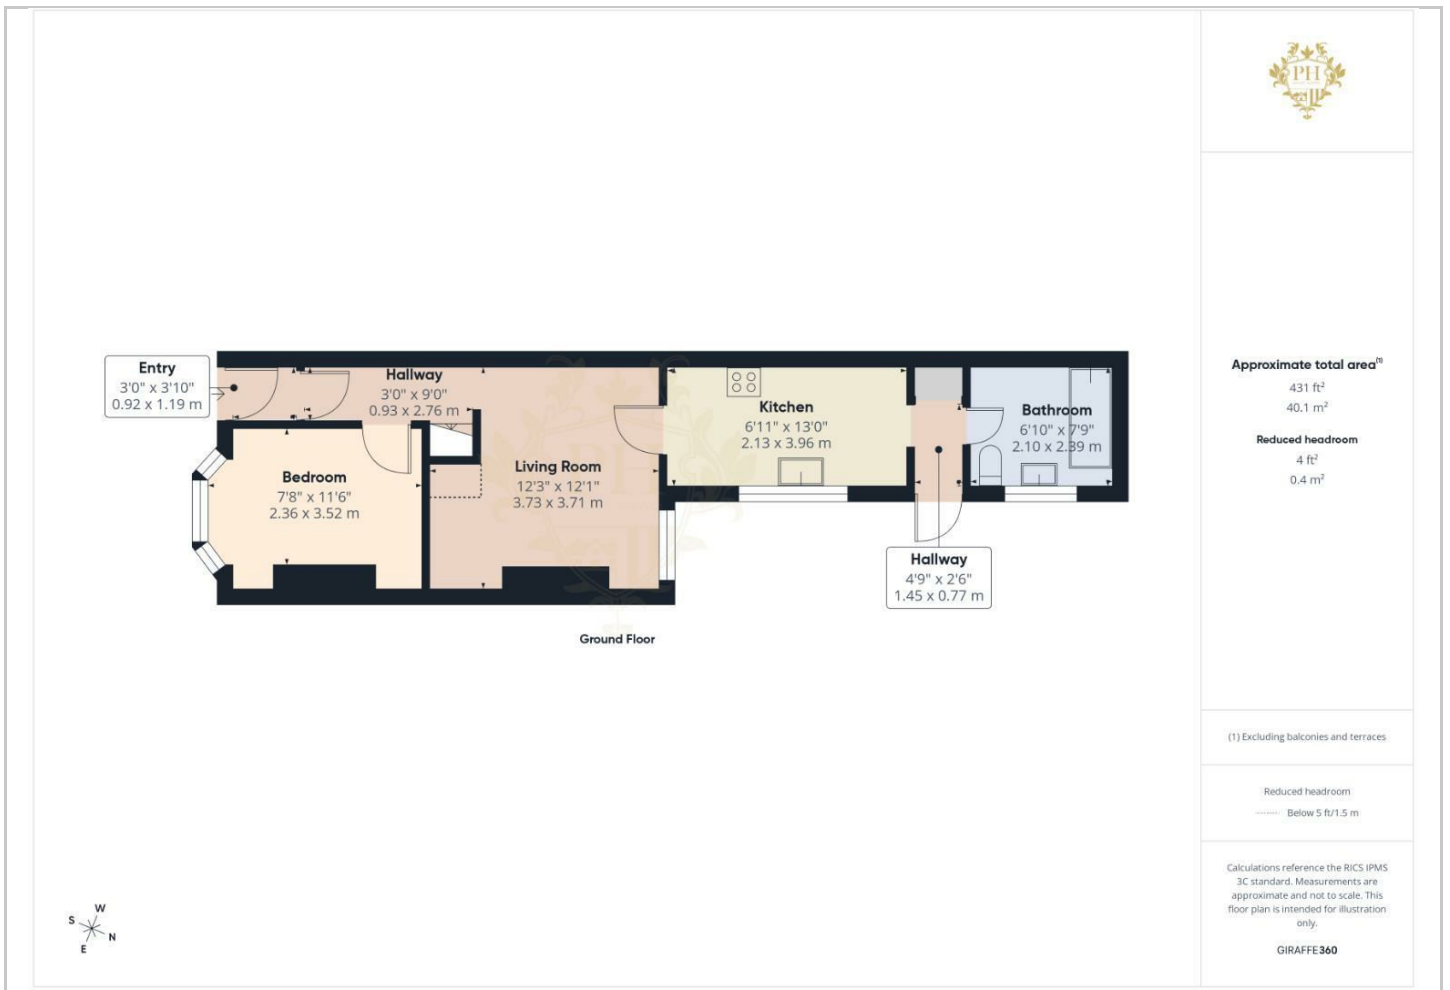 PH
Approximate total area(1)
431 ft²
40.1 m²
Reduced headroom
4 ft²
0.4 m²
(1) Excluding balconies and terraces
Reduced headroom
Below 5 ft/1.5 m
Calculations reference the RICS IPMS
3C standard. Measurements are
approximate and not to scale. This
floor plan is intended for illustration
only.
GIRAFFE360
Entry
3'0" x 3'10"
0.92 x 1.19 m
Hallway
3'0" x 9'0"
0.93 x 2.76 m
Bedroom
7'8" x 11'6"
2.36 x 3.52 m
Living Room
12'3" x 12'1"
3.73 x 3.71 m
Kitchen
6'11" x 13'0"
2.13 x 3.96 m
Bathroom
6'10" x 7'9"
2.10 x 2.39 m
Hallway
4'9" x 2'6"
1.45 x 0.77 m
Ground Floor
PH
W
S
N
E